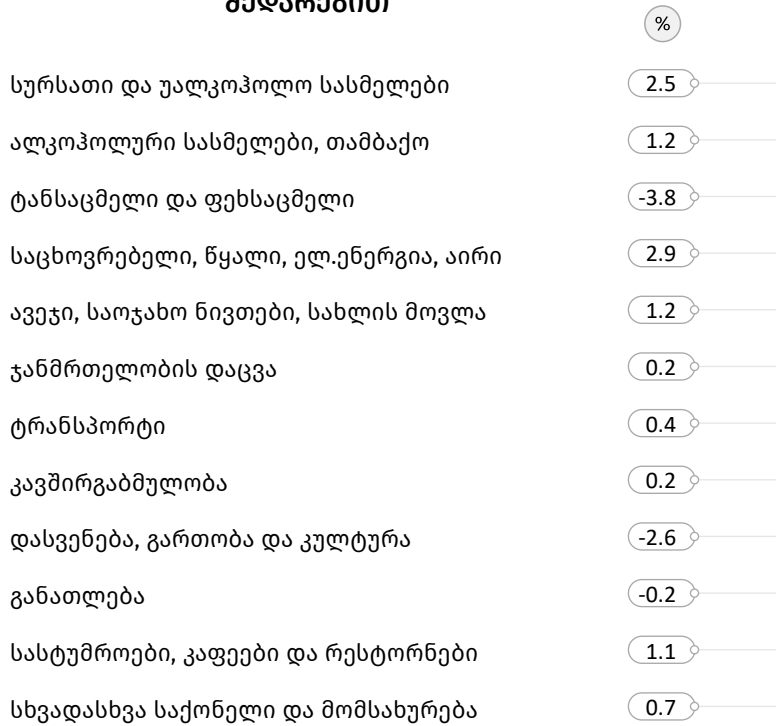 შედარებით
%
სურსათი და უალკოჰოლო სასმელები 2.5
ალკოჰოლური სასმელები, თამბაქო 1.2
ტანსაცმელი და ფეხსაცმელი -3.8
საცხოვრებელი, წყალი, ელ.ენერგია, აირი 2.9
ავეჯი, საოჯახო ნივთები, სახლის მოვლა 1.2
ჯანმრთელობის დაცვა 0.2
ტრანსპორტი 0.4
კავშირგაბმულობა 0.2
დასვენება, გართობა და კულტურა -2.6
განათლება -0.2
სასტუმროები, კაფეები და რესტორნები 1.1
სხვადასხვა საქონელი და მომსახურება 0.7